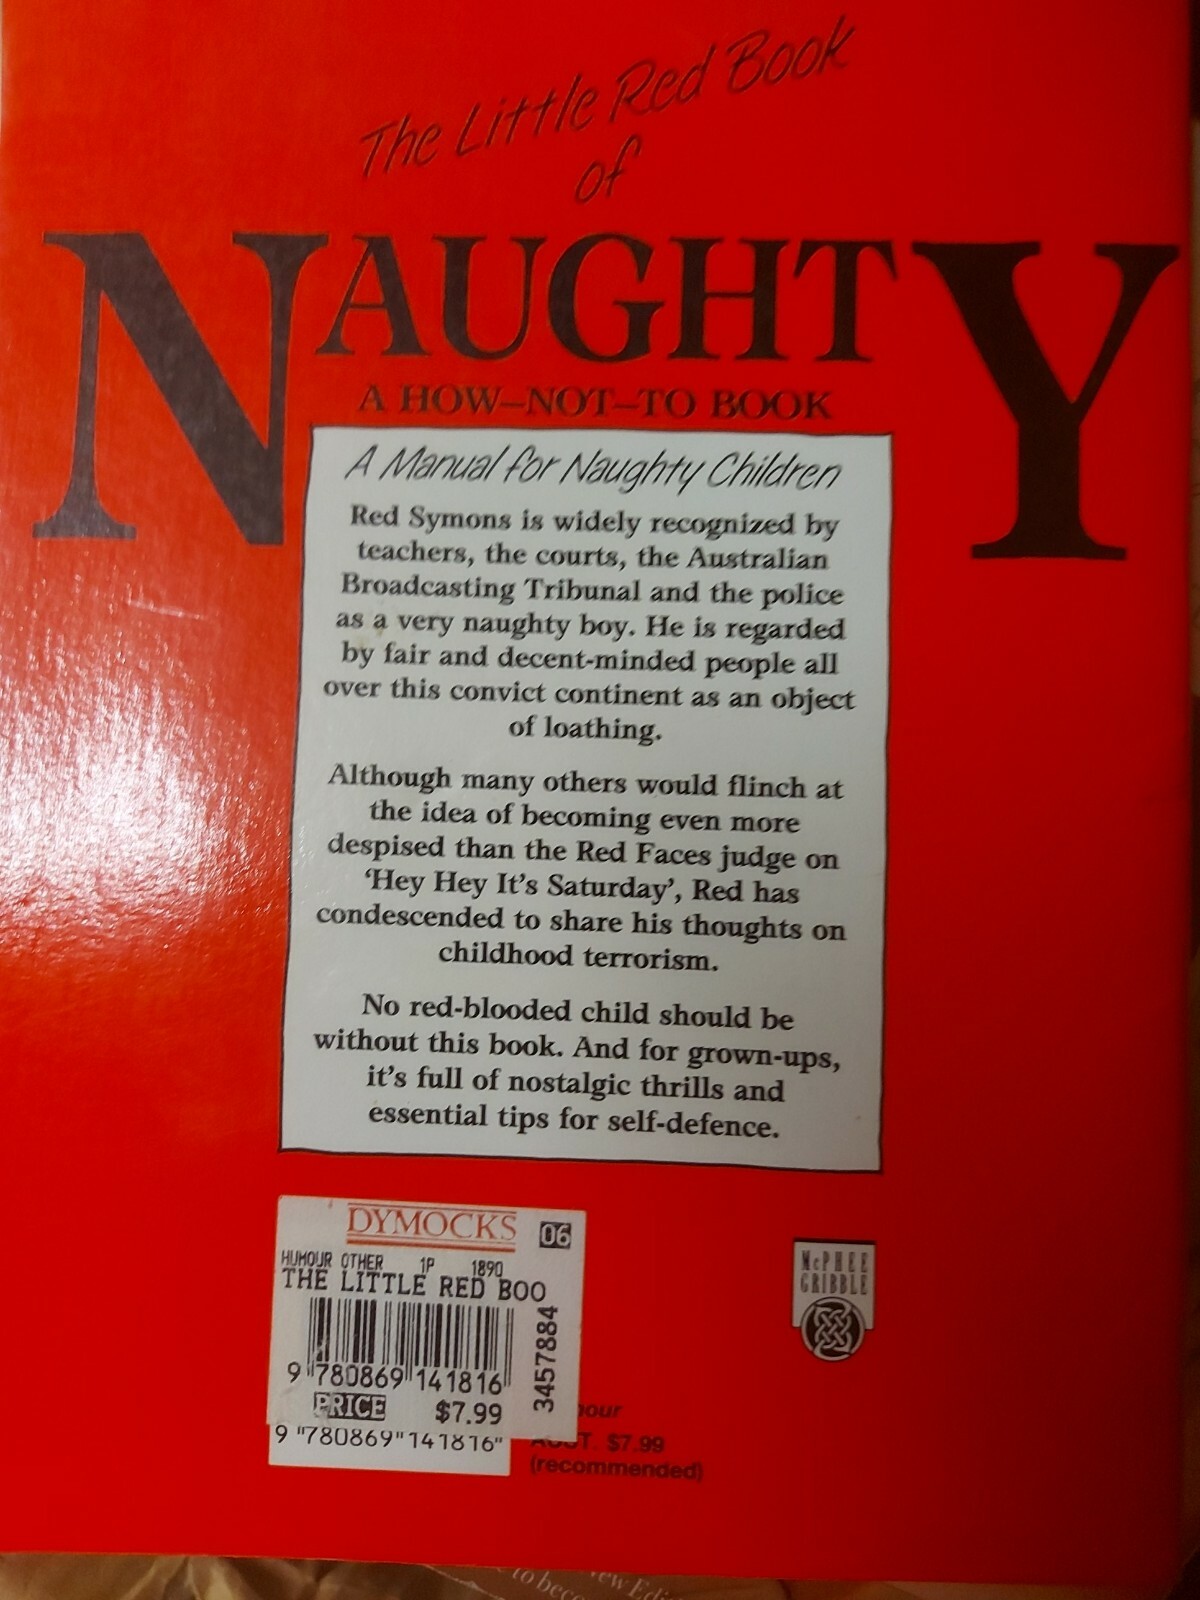 The Little Red Book
of
NAUGHTY
A HOW–NOT–TO BOOK
A Manual for Naughty Children
Red Symons is widely recognized by
teachers, the courts, the Australian
Broadcasting Tribunal and the police
as a very naughty boy. He is regarded
by fair and decent-minded people all
over this convict continent as an object
of loathing.
Although many others would flinch at
the idea of becoming even more
despised than the Red Faces judge on
‘Hey Hey It’s Saturday’, Red has
condescended to share his thoughts on
childhood terrorism.
No red-blooded child should be
without this book. And for grown-ups,
it’s full of nostalgic thrills and
essential tips for self-defence.
DYMOCKS 06
HUMOUR OTHER 1P 1890
THE LITTLE RED BOO
9 780869 141816
3457884
PRICE $7.99
9 "780869"141816"
McPHEE
GRIBBLE
$7.99
(recommended)
to